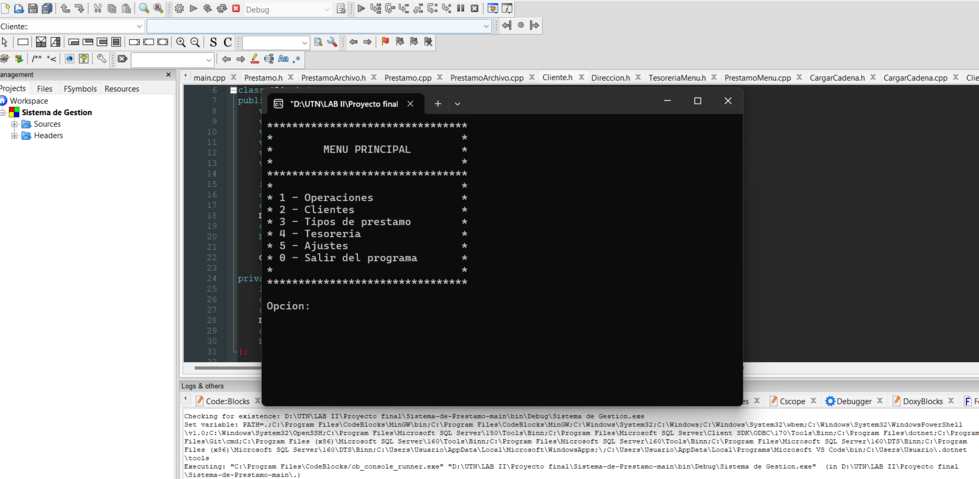 Debug
Cliente:
S C
/** *<
Aa .*
anagement
Projects Files FSymbols Resources
Workspace
Sistema de Gestion
Sources
Headers
main.cpp Prestamo.h PrestamoArchivo.h Prestamo.cpp PrestamoArchivo.cpp Cliente.h Direccion.h TesoreriaMenu.h PrestamoMenu.cpp CargarCadena.h CargarCadena.cpp Clie
6
7
8
9
10
11
12
13
14
15
16
17
18
19
20
21
22
23
24
25
26
27
28
29
30
31
class
publi
priva
};
"D:\UTN\LAB II\Proyecto final
*********************************
* *
* MENU PRINCIPAL *
* *
*********************************
* *
* 1 - Operaciones *
* 2 - Clientes *
* 3 - Tipos de prestamo *
* 4 - Tesoreria *
* 5 - Ajustes *
* 0 - Salir del programa *
* *
*********************************
Opcion:
Logs & others
Code::Blocks Cscope Debugger DoxyBlocks F
Checking for existence: D:\UTN\LAB II\Proyecto final\Sistema-de-Prestamo-main\bin\Debug\Sistema de Gestion.exe
Set variable: PATH=.;C:\Program Files\CodeBlocks\MinGW\bin;C:\Program Files\CodeBlocks\MinGW;C:\Windows\System32;C:\Windows;C:\Windows\System32\wbem;C:\Windows\System32\WindowsPowerShell
\v1.0;C:\Windows\System32\OpenSSH;C:\Program Files\Microsoft SQL Server\150\Tools\Binn;C:\Program Files\Microsoft SQL Server\Client SDK\ODBC\170\Tools\Binn;C:\Program Files\dotnet;C:\Program
Files\Git\cmd;C:\Program Files (x86)\Microsoft SQL Server\160\Tools\Binn;C:\Program Files\Microsoft SQL Server\160\Tools\Binn;C:\Program Files\Microsoft SQL Server\160\DTS\Binn;C:\Program
Files (x86)\Microsoft SQL Server\160\DTS\Binn;C:\Users\Usuario\AppData\Local\Microsoft\WindowsApps;\;C:\Users\Usuario\AppData\Local\Programs\Microsoft VS Code\bin;C:\Users\Usuario\.dotnet
\tools
Executing: "C:\Program Files\CodeBlocks/cb_console_runner.exe" "D:\UTN\LAB II\Proyecto final\Sistema-de-Prestamo-main\bin\Debug\Sistema de Gestion.exe" (in D:\UTN\LAB II\Proyecto final
\Sistema-de-Prestamo-main\.)